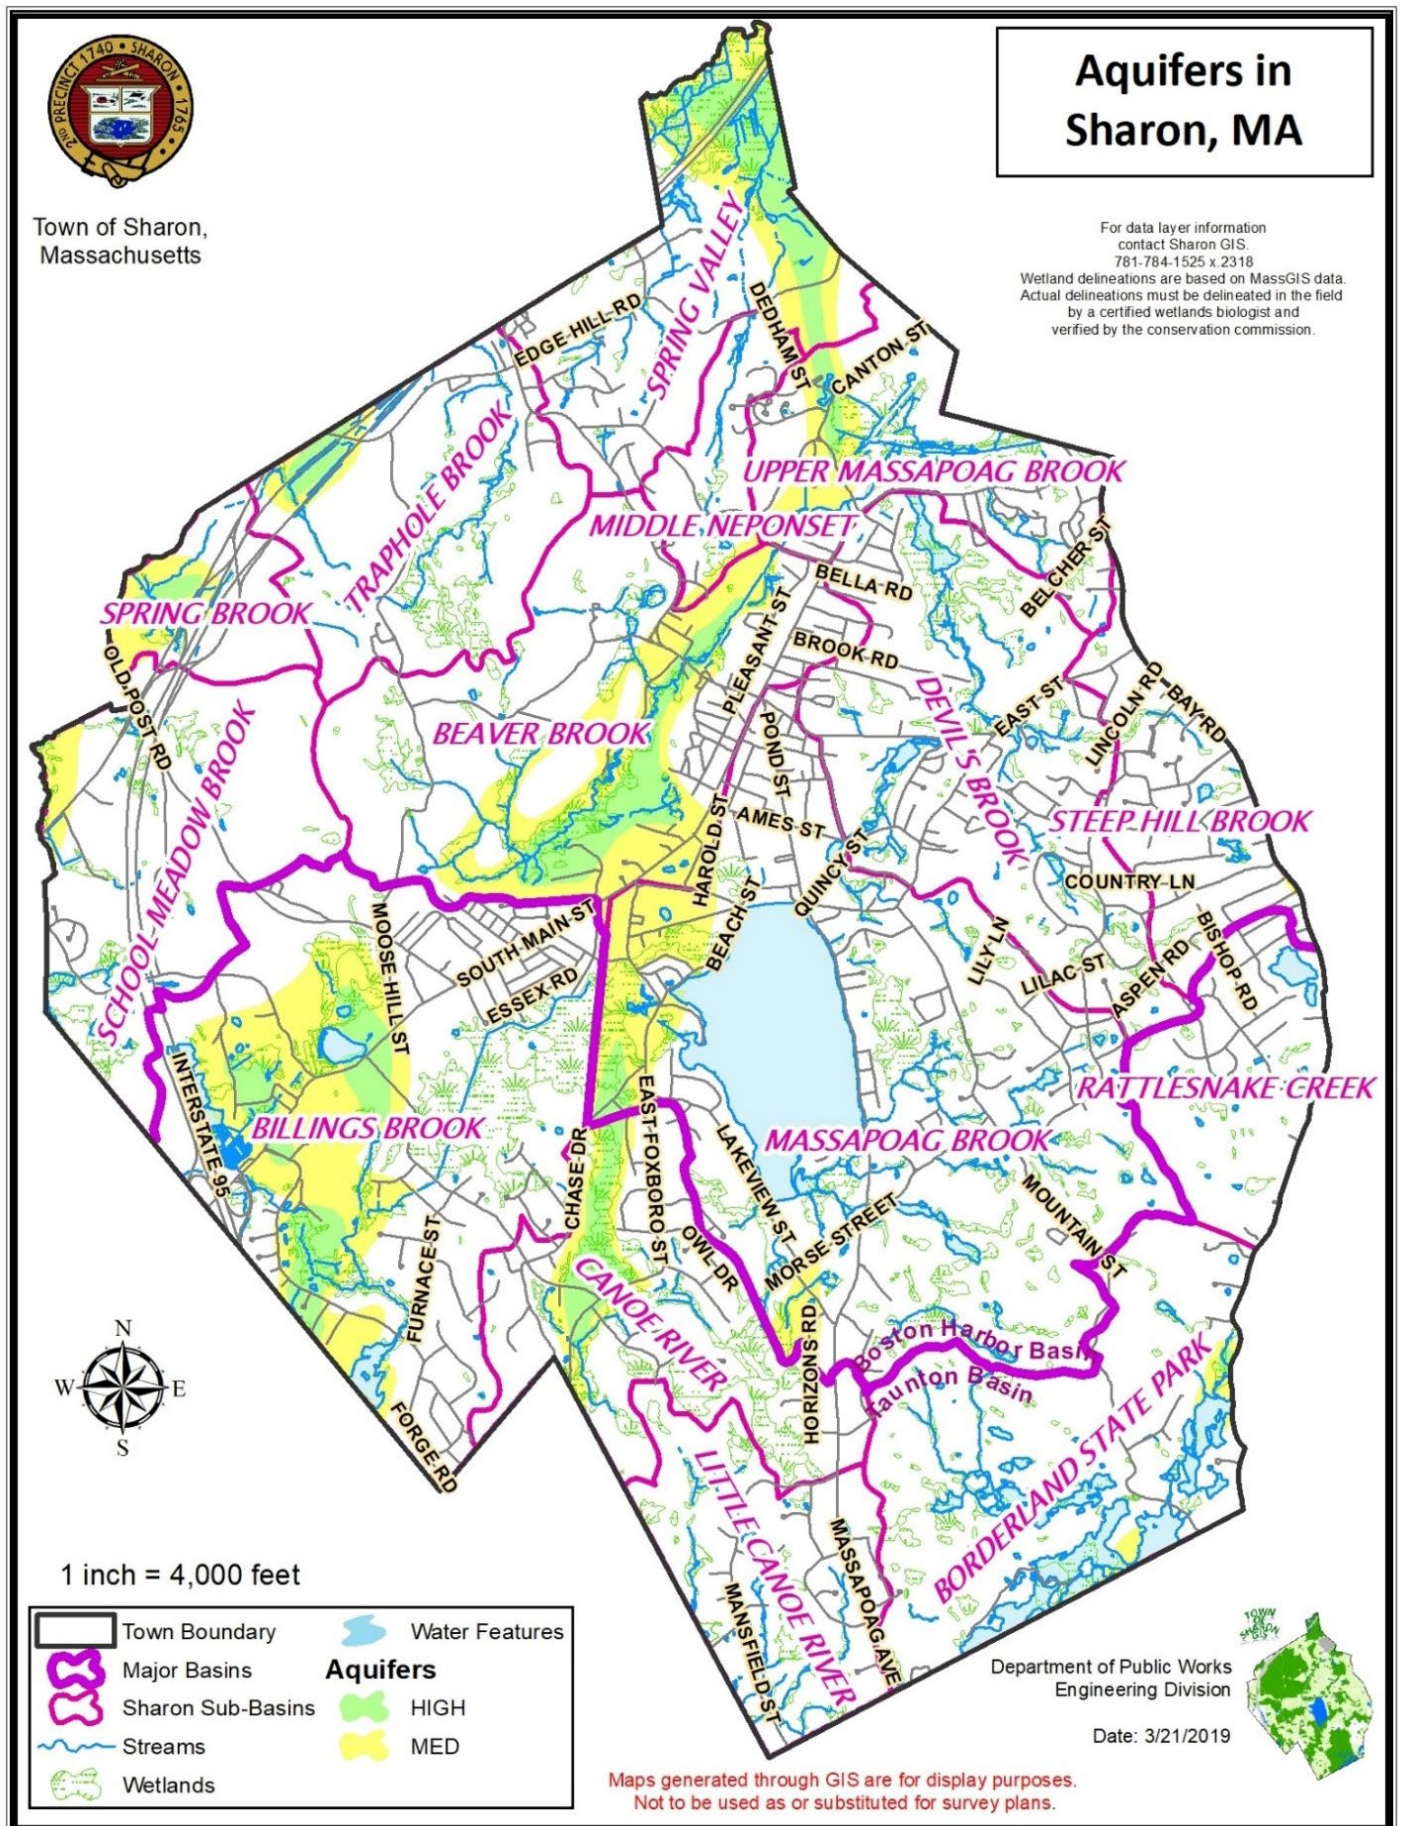 Aquifers in
Sharon, MA
2ND PRECINCT 1740 • SHARON • 1765 •
Town of Sharon,
Massachusetts
For data layer information
contact Sharon GIS.
781-784-1525 x.2318
Wetland delineations are based on MassGIS data.
Actual delineations must be delineated in the field
by a certified wetlands biologist and
verified by the conservation commission.
SPRING VALLEY
EDGE HILL RD
DEDHAM ST
CANTON ST
TRAPHOLE BROOK
UPPER MASSAPOAG BROOK
MIDDLE NEPONSET
BELCHER ST
BELLA RD
SPRING BROOK
PLEASANT ST
BROOK RD
OLD POST RD
BEAVER BROOK
DEVIL'S BROOK
EAST ST
LINCOLN RD
BAY RD
POND ST
SCHOOL MEADOW BROOK
HAROLD ST
AMES ST
QUINCY ST
STEEP HILL BROOK
COUNTRY LN
MOOSE HILL ST
SOUTH MAIN ST
ESSEX RD
BEACH ST
LILY LN
LILAC ST
ASPEN RD
BISHOP RD
INTERSTATE 95
BILLINGS BROOK
RATTLESNAKE CREEK
EAST FOXBORO ST
CHASE DR
LAKEVIEW ST
MASSAPOAG BROOK
MORSE STREET
MOUNTAIN ST
OWL DR
FURNACE ST
CANOE RIVER
HORIZONS RD
Boston Harbor Basin
Taunton Basin
BORDERLAND STATE PARK
FORGE RD
LITTLE CANOE RIVER
MASSAPOAG AVE
MANSFIELD ST
N
W E
S
1 inch = 4,000 feet
Town Boundary
Major Basins
Sharon Sub-Basins
Streams
Wetlands
Water Features
Aquifers
HIGH
MED
TOWN
OF
SHARON
GIS
Department of Public Works
Engineering Division
Date: 3/21/2019
Maps generated through GIS are for display purposes.
Not to be used as or substituted for survey plans.